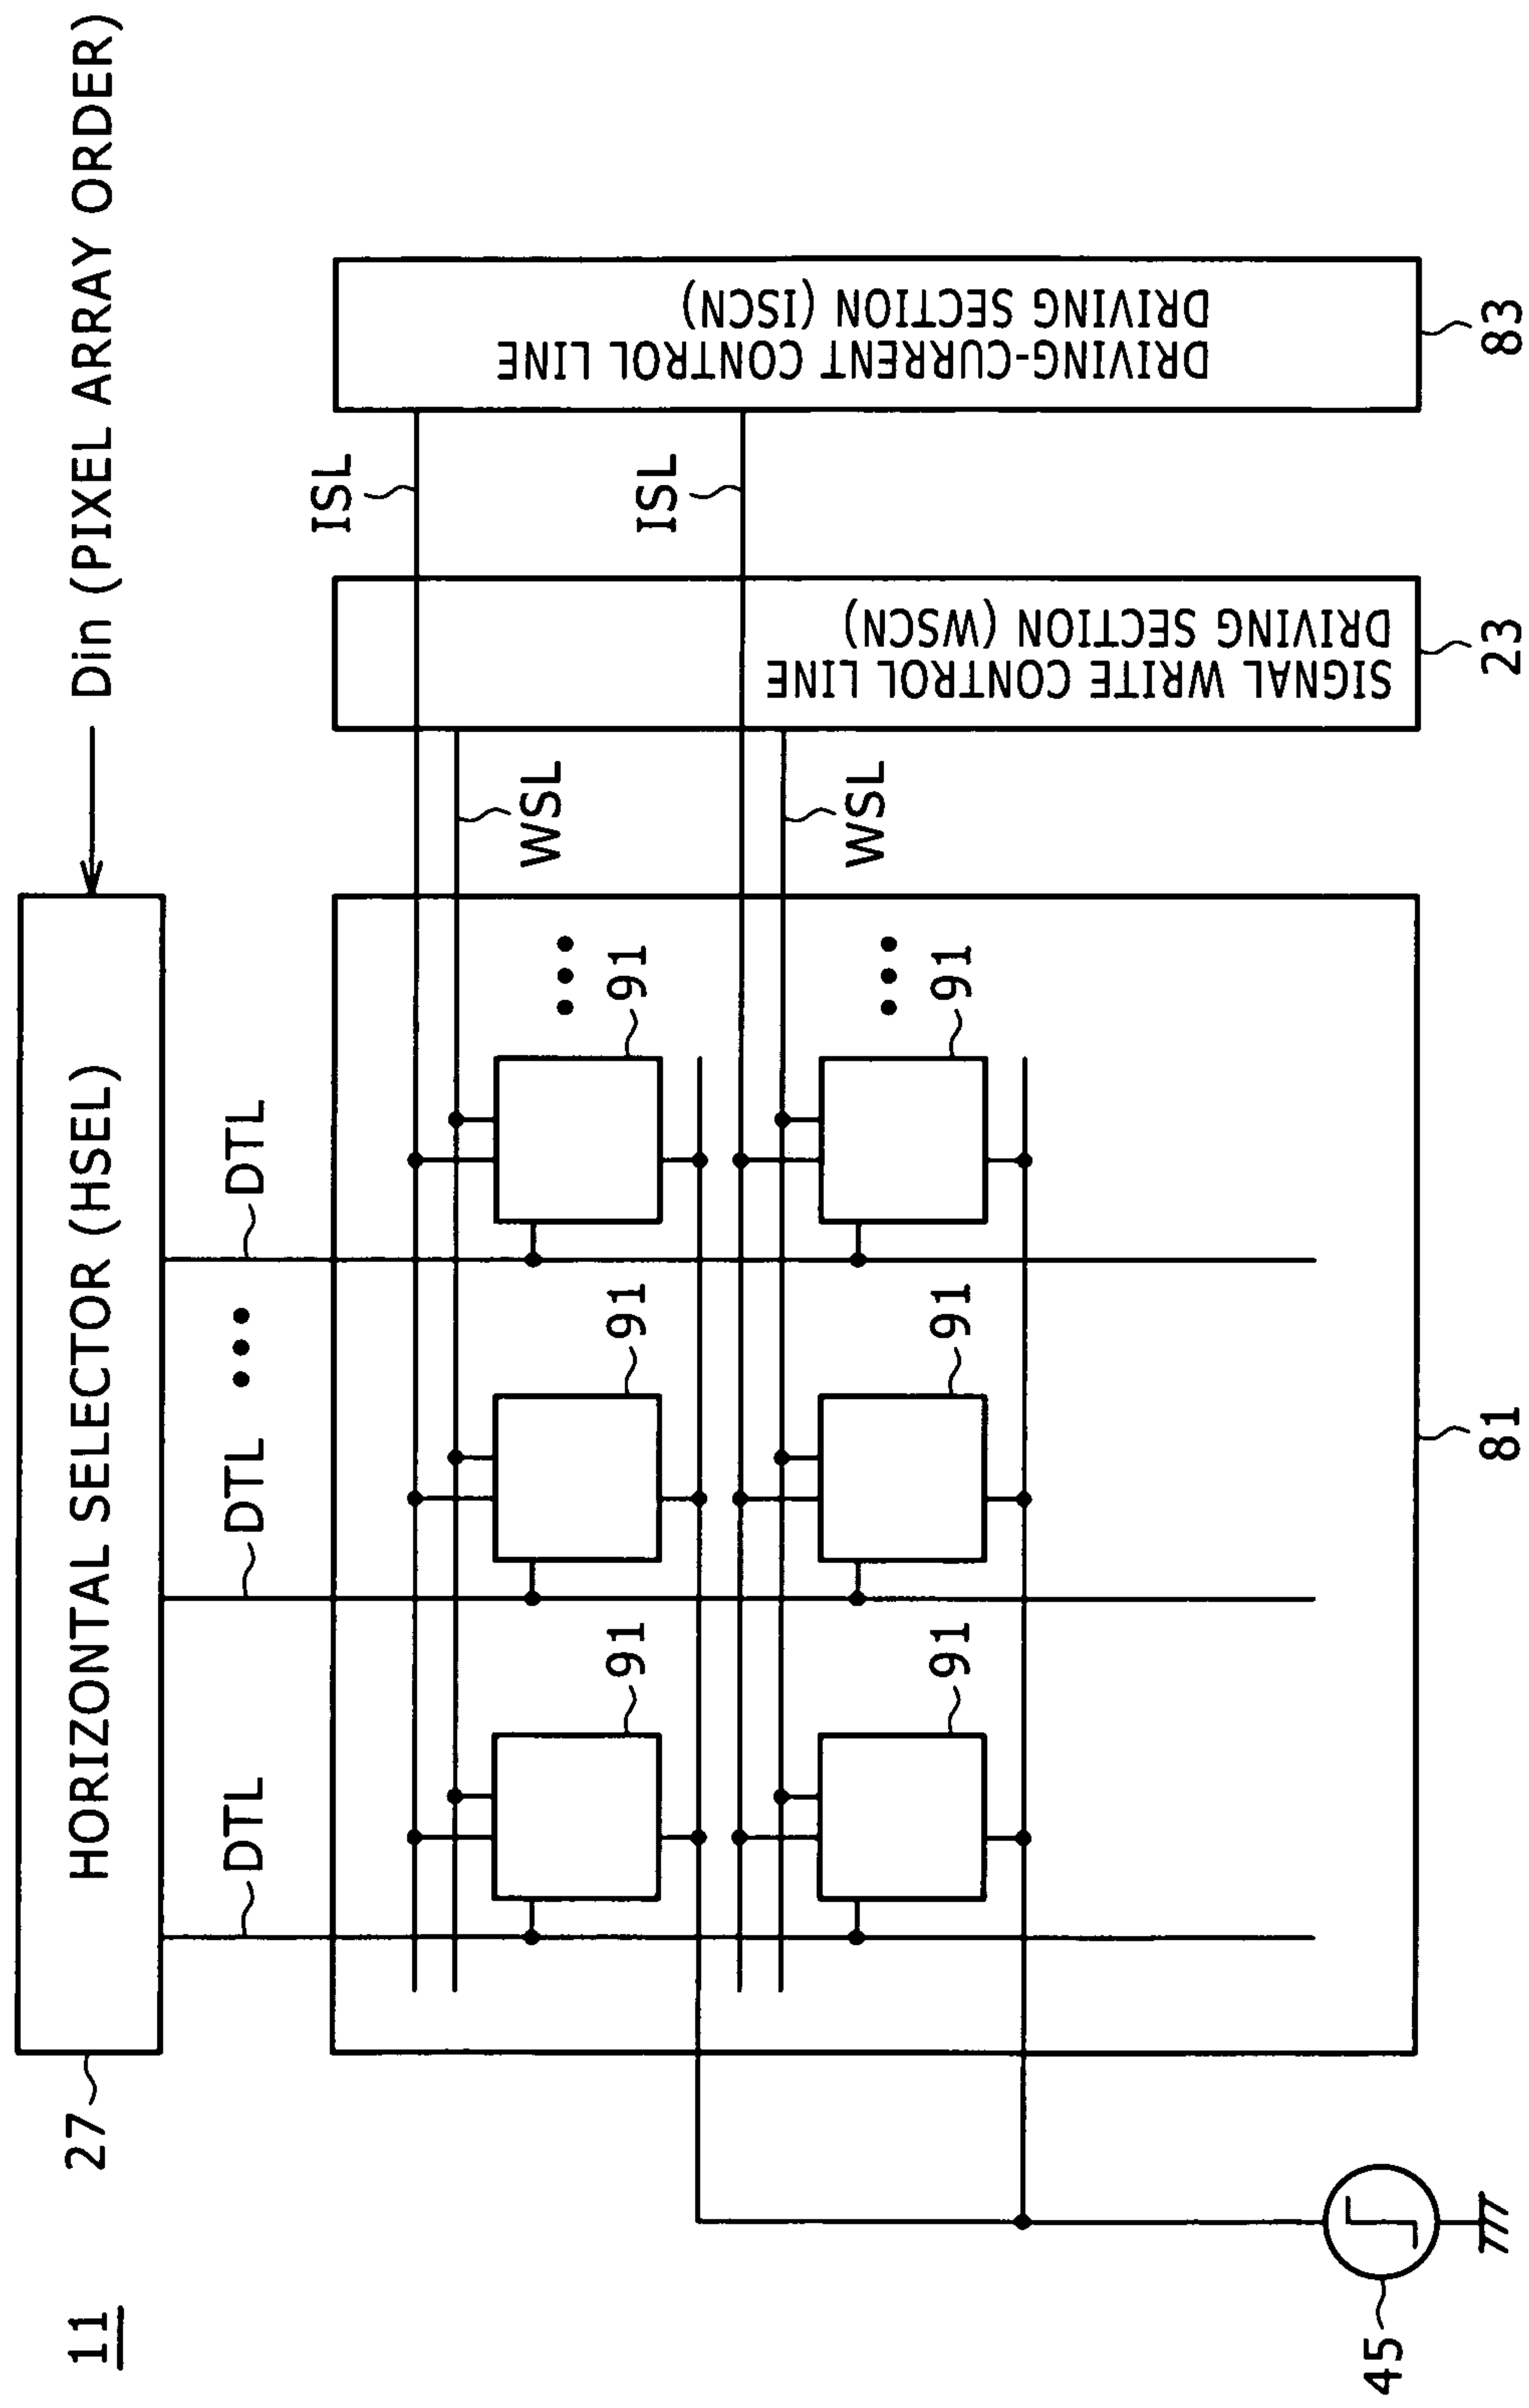 11
27
HORIZONTAL SELECTOR (HSEL)
Din (PIXEL ARRAY ORDER)
DTL
DTL
DTL
ISL
WSL
91
91
91
ISL
WSL
91
91
91
SIGNAL WRITE CONTROL LINE
DRIVING SECTION (WSCN)
DRIVING-CURRENT CONTROL LINE
DRIVING SECTION (ISCN)
45
81
23
83